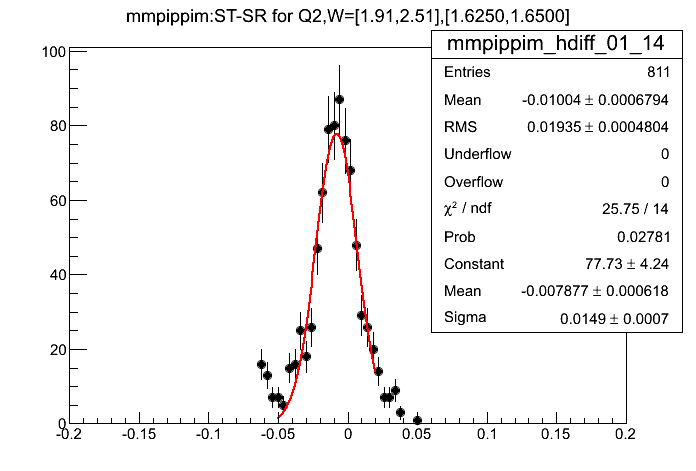 mmpippim:ST-SR for Q2,W=[1.91,2.51],[1.6250,1.6500]
mmpippim_hdiff_01_14
Entries 811
Mean -0.01004 ± 0.0006794
RMS 0.01935 ± 0.0004804
Underflow 0
Overflow 0
χ² / ndf 25.75 / 14
Prob 0.02781
Constant 77.73 ± 4.24
Mean -0.007877 ± 0.000618
Sigma 0.0149 ± 0.0007
100
80
60
40
20
0
-0.2 -0.15 -0.1 -0.05 0 0.05 0.1 0.15 0.2